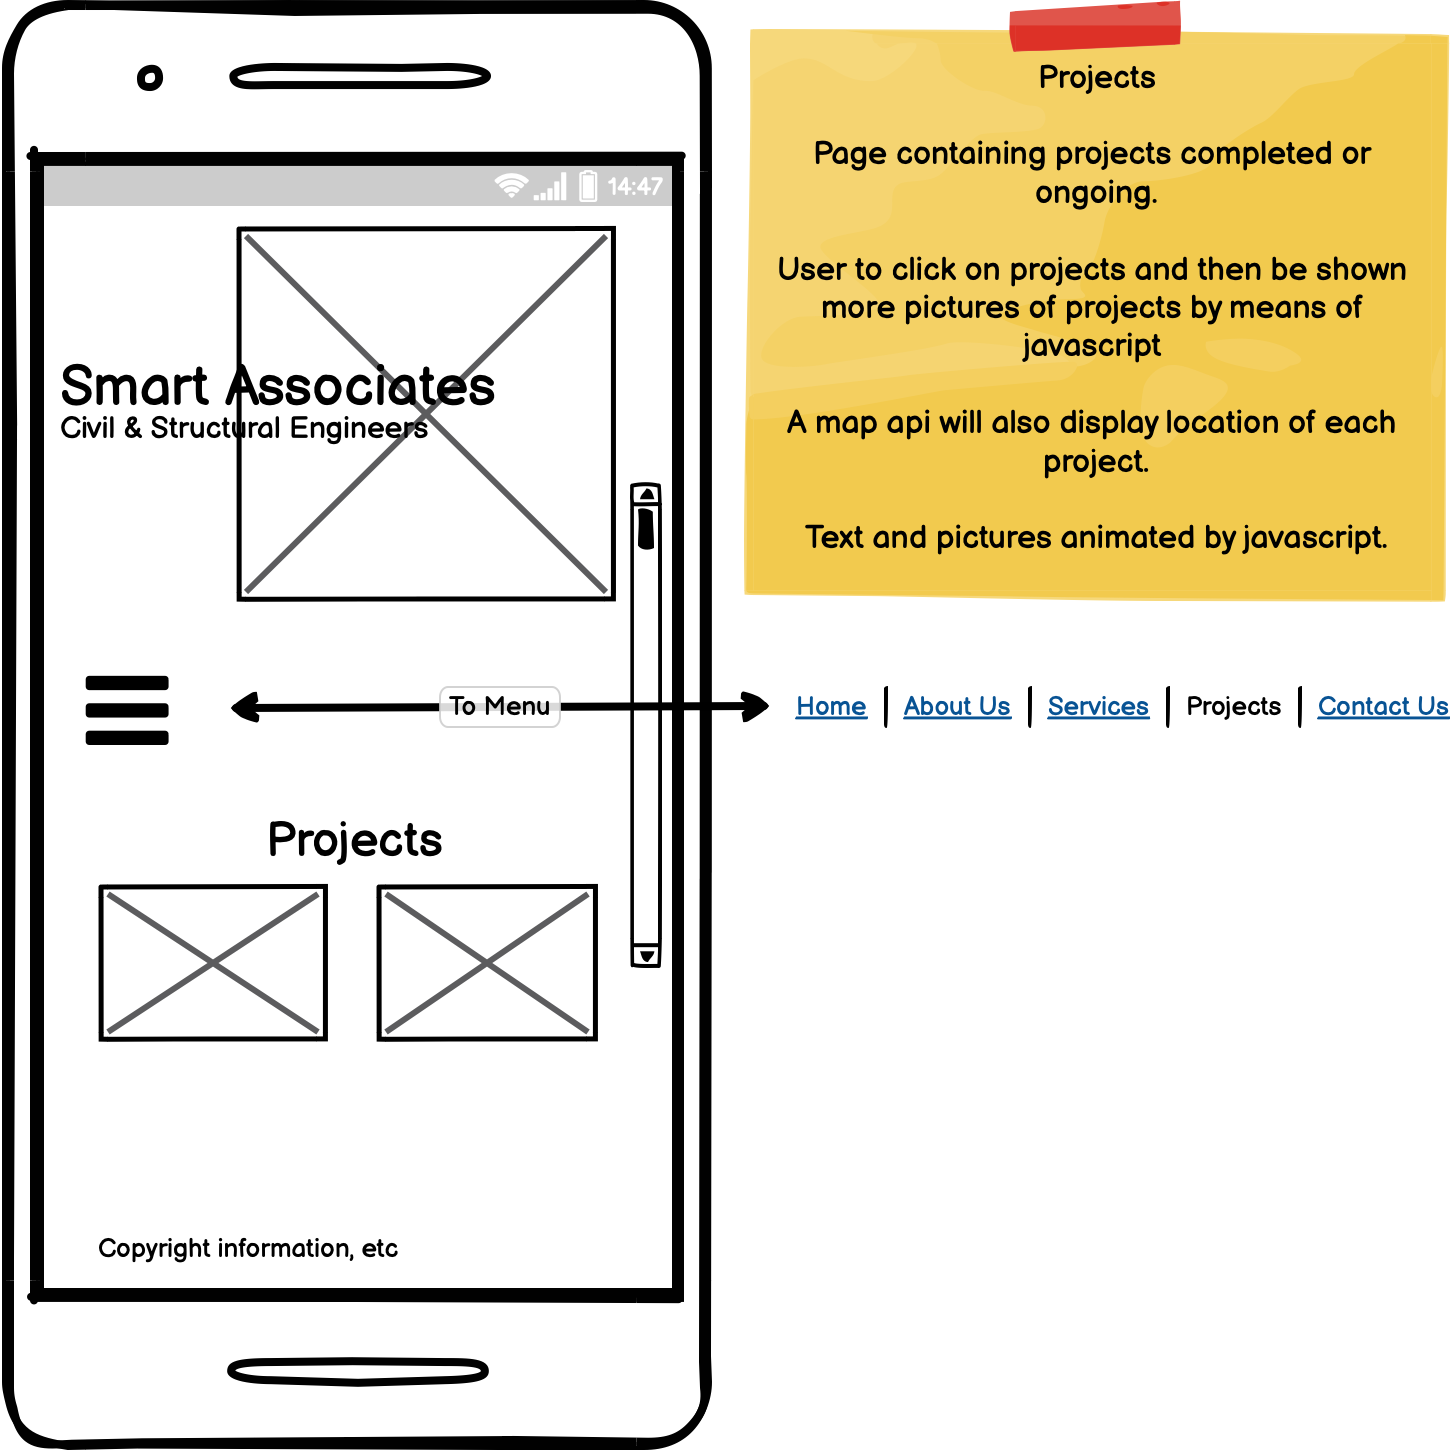 14:47
Smart Associates
Civil & Structural Engineers
To Menu
Projects
Copyright information, etc
Projects
Page containing projects completed or
ongoing.
User to click on projects and then be shown
more pictures of projects by means of
javascript
A map api will also display location of each
project.
Text and pictures animated by javascript.
Home | About Us | Services | Projects | Contact Us